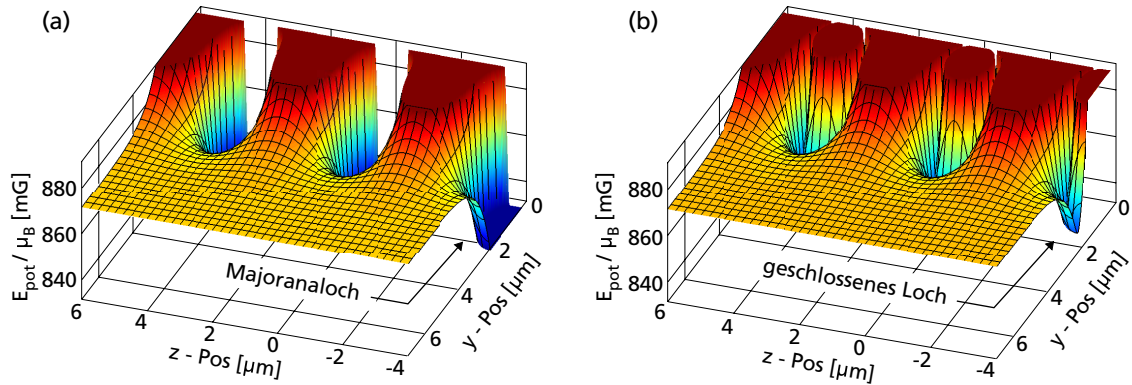 (a)
880
860
840
E_pot / µ_B [mG]
Majoranaloch
6
4
2
0
-2
-4
z - Pos [µm]
0
2
4
6
y - Pos [µm]
(b)
880
860
840
E_pot / µ_B [mG]
geschlossenes Loch
6
4
2
0
-2
-4
z - Pos [µm]
0
2
4
6
y - Pos [µm]